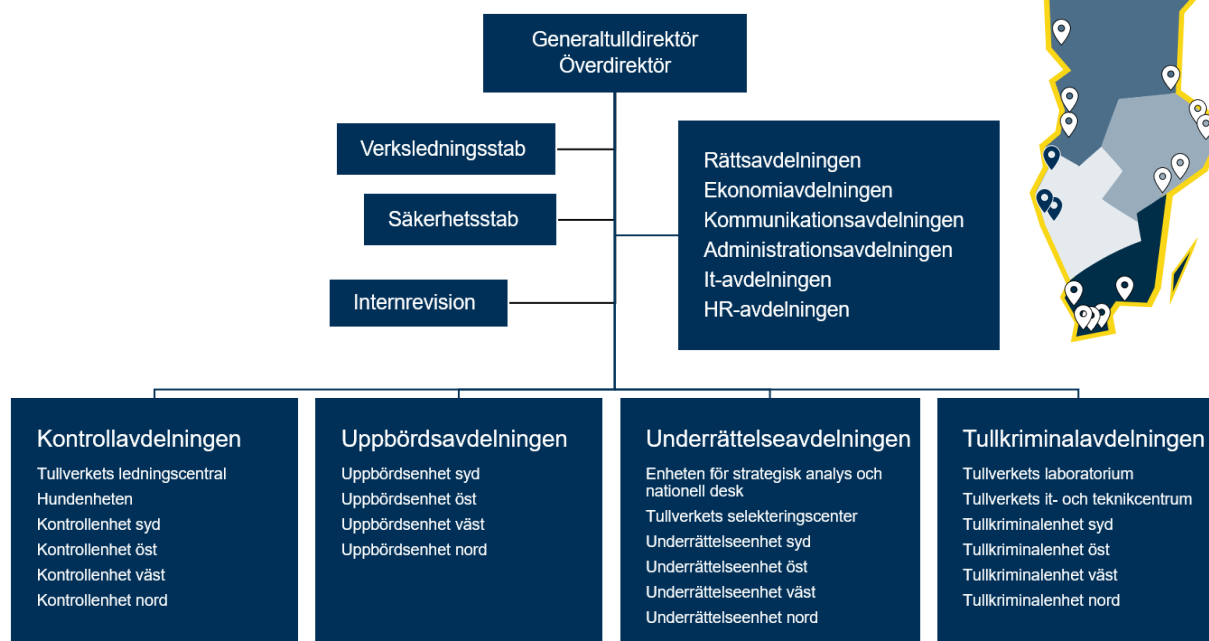 Generaltulldirektör
Överdirektör
Verksledningsstab
Säkerhetsstab
Internrevision
Rättsavdelningen
Ekonomiavdelningen
Kommunikationsavdelningen
Administrationsavdelningen
It-avdelningen
HR-avdelningen
Kontrollavdelningen
Tullverkets ledningscentral
Hundenheten
Kontrollenhet syd
Kontrollenhet öst
Kontrollenhet väst
Kontrollenhet nord
Uppbördsavdelningen
Uppbördsenhet syd
Uppbördsenhet öst
Uppbördsenhet väst
Uppbördsenhet nord
Underrättelseavdelningen
Enheten för strategisk analys och
nationell desk
Tullverkets selekteringscenter
Underrättelseenhet syd
Underrättelseenhet öst
Underrättelseenhet väst
Underrättelseenhet nord
Tullkriminalavdelningen
Tullverkets laboratorium
Tullverkets it- och teknikcentrum
Tullkriminalenhet syd
Tullkriminalenhet öst
Tullkriminalenhet väst
Tullkriminalenhet nord